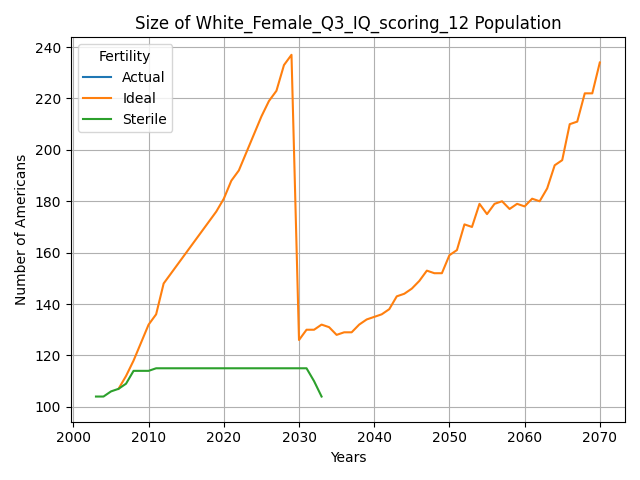 Size of White_Female_Q3_IQ_scoring_12 Population
Number of Americans
240
220
200
180
160
140
120
100
Fertility
Actual
Ideal
Sterile
2000 2010 2020 2030 2040 2050 2060 2070
Years